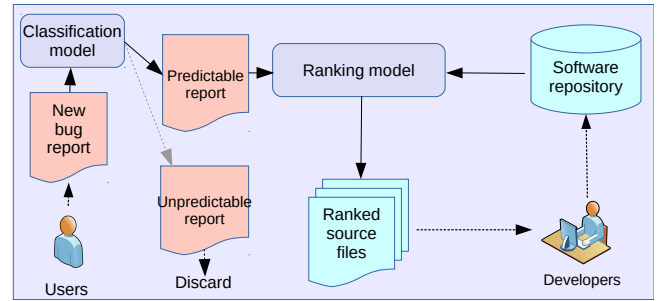 Classification
model
Predictable
report
Ranking model
Software
repository
New
bug
report
Unpredictable
report
Ranked
source
files
Users
Discard
Developers